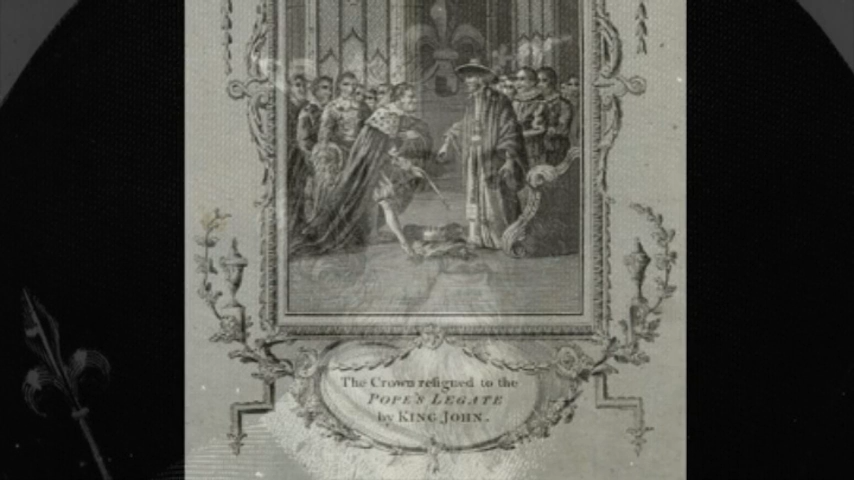 The Crown resigned to the
POPE'S LEGATE
by KING JOHN.